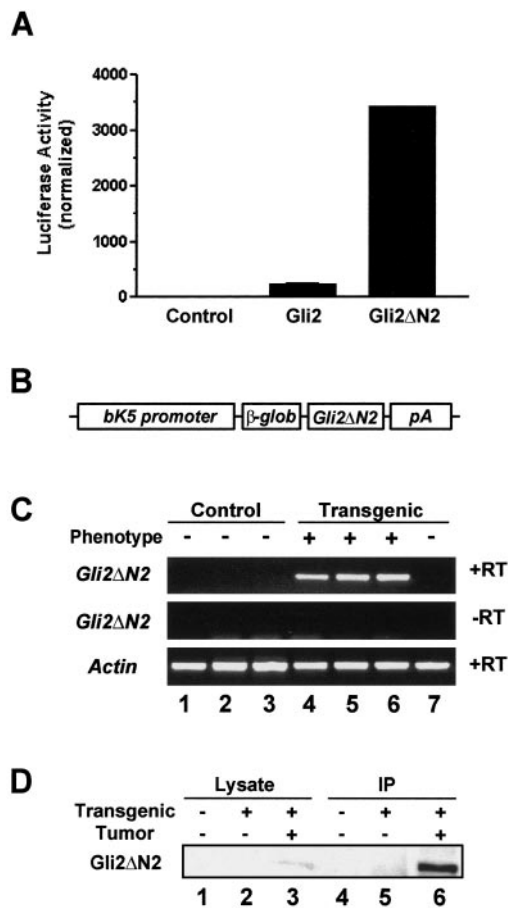 A
Luciferase Activity
(normalized)
4000
3000
2000
1000
0
Control Gli2 Gli2ΔN2
B
bK5 promoter β-glob Gli2ΔN2 pA
C
Control Transgenic
Phenotype - - - + + + -
Gli2ΔN2 +RT
Gli2ΔN2 -RT
Actin +RT
1 2 3 4 5 6 7
D
Lysate IP
Transgenic - + + - + +
Tumor - - + - - +
Gli2ΔN2
1 2 3 4 5 6